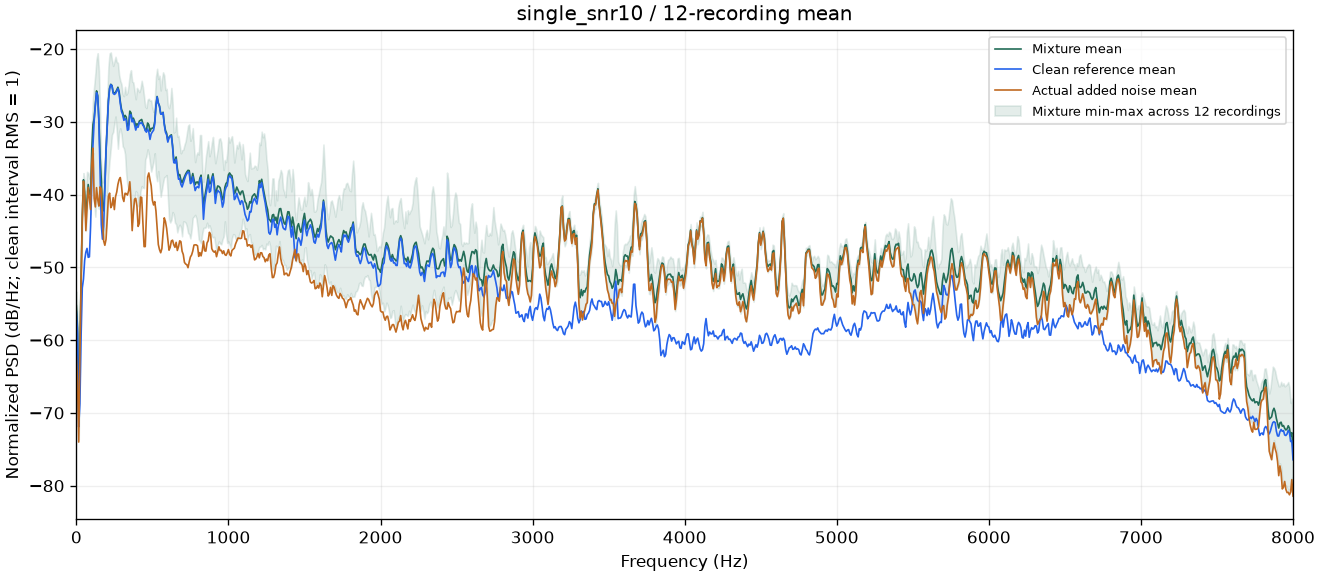 single_snr10 / 12-recording mean
Normalized PSD (dB/Hz; clean interval RMS = 1)
−20
−30
−40
−50
−60
−70
−80
Mixture mean
Clean reference mean
Actual added noise mean
Mixture min-max across 12 recordings
0 1000 2000 3000 4000 5000 6000 7000 8000
Frequency (Hz)